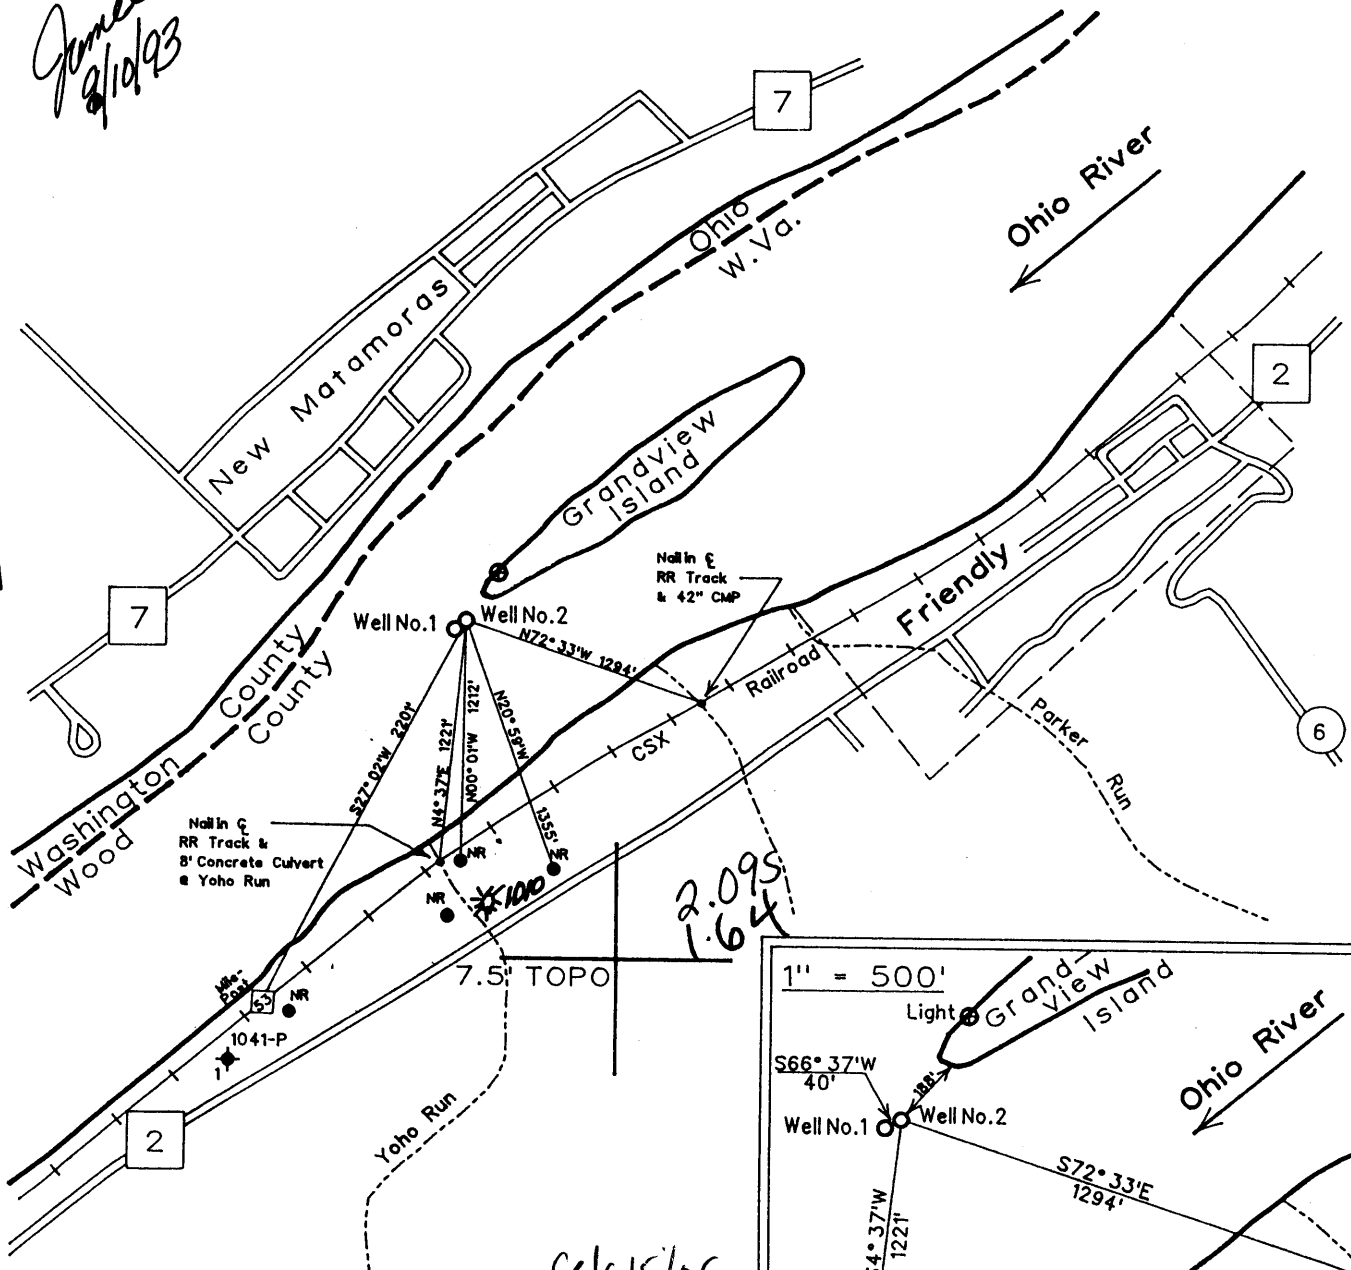 8/10/93
7
Ohio River
Ohio
W.Va.
New Matamoras
2
Grandview
Island
Nail in ℄
RR Track
& 42" CMP
Friendly
7
Well No.1
Well No.2
N72°33'W 1294'
County
County
Railroad
CSX
Parker
Run
6
S27°02'W 2201'
N4°37'E 1221'
N00°01'W 1212'
N20°59'W
1355'
Washington
Wood
Nail in ℄
RR Track &
8' Concrete Culvert
@ Yoho Run
NR
NR
NR
1010
2.095
1.64
7.5' TOPO
Mile-
Post
53
NR
1041-P
1
2
Yoho Run
1" = 500'
Grand-
View
Island
Light
Ohio River
S66°37'W
40'
188'
Well No.1
Well No.2
S72°33'E
1294'
4°37'W
1221'